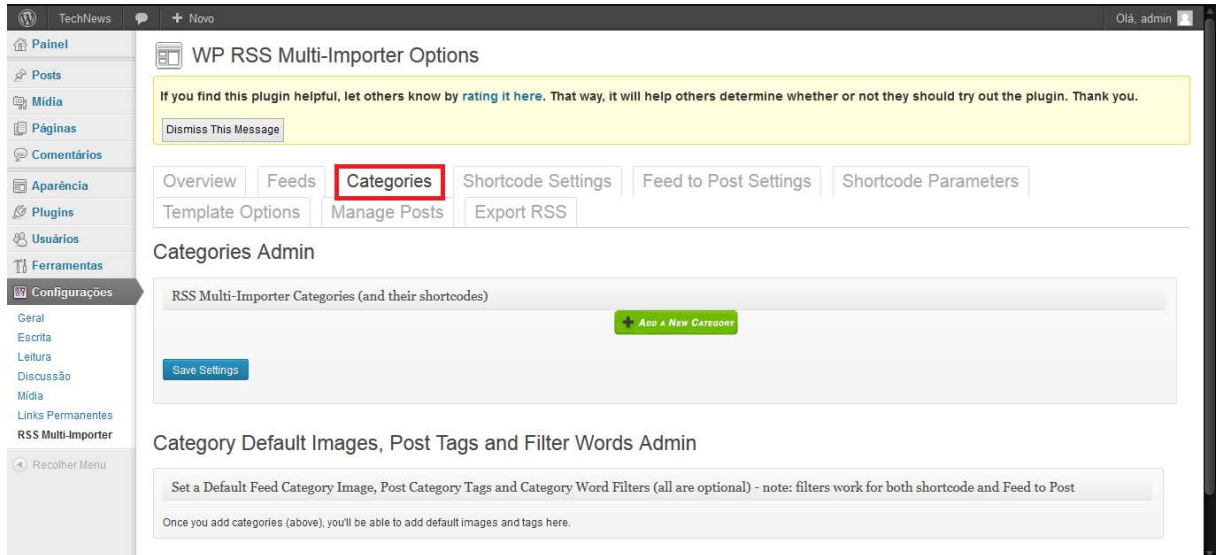 TechNews + Novo Olá, admin
Painel
Posts
Mídia
Páginas
Comentários
Aparência
Plugins
Usuários
Ferramentas
Configurações
Geral
Escrita
Leitura
Discussão
Mídia
Links Permanentes
RSS Multi-Importer
Recolher Menu
WP RSS Multi-Importer Options
If you find this plugin helpful, let others know by rating it here. That way, it will help others determine whether or not they should try out the plugin. Thank you.
Dismiss This Message
Overview Feeds Categories Shortcode Settings Feed to Post Settings Shortcode Parameters
Template Options Manage Posts Export RSS
Categories Admin
RSS Multi-Importer Categories (and their shortcodes)
+ Add a New Category
Save Settings
Category Default Images, Post Tags and Filter Words Admin
Set a Default Feed Category Image, Post Category Tags and Category Word Filters (all are optional) - note: filters work for both shortcode and Feed to Post
Once you add categories (above), you'll be able to add default images and tags here.